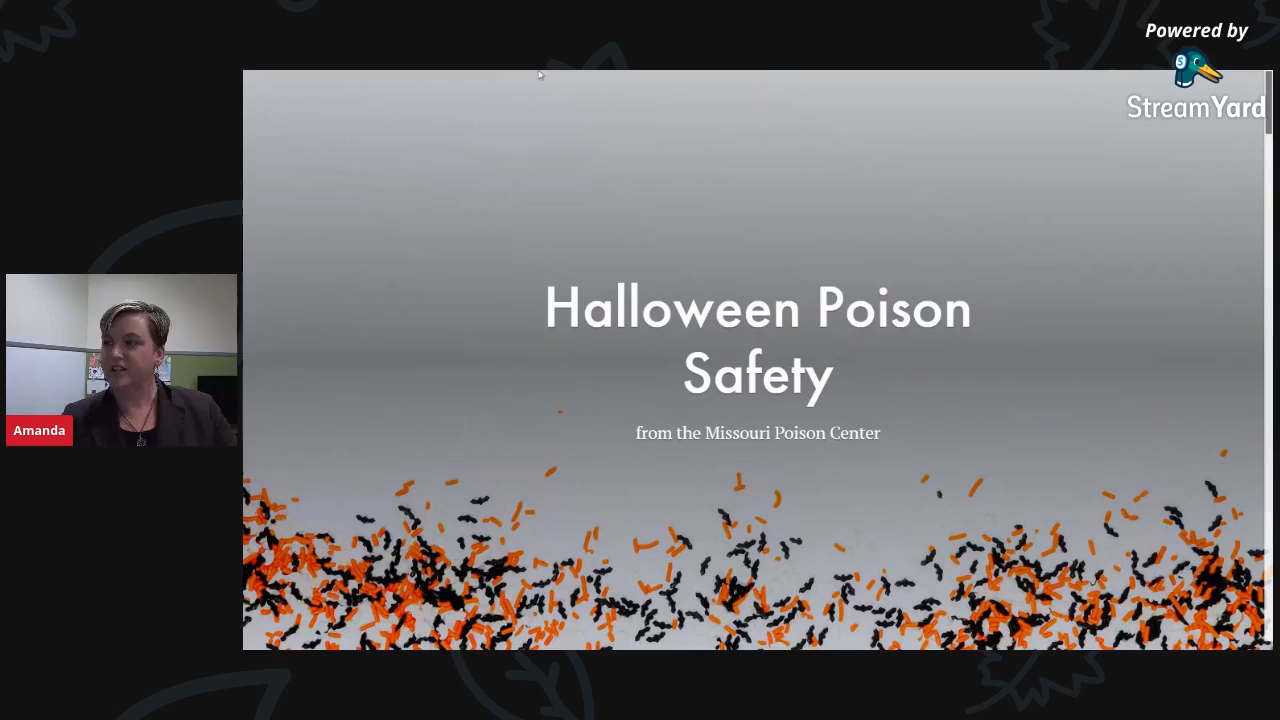 Powered by
StreamYard
Halloween Poison
Safety
from the Missouri Poison Center
Amanda